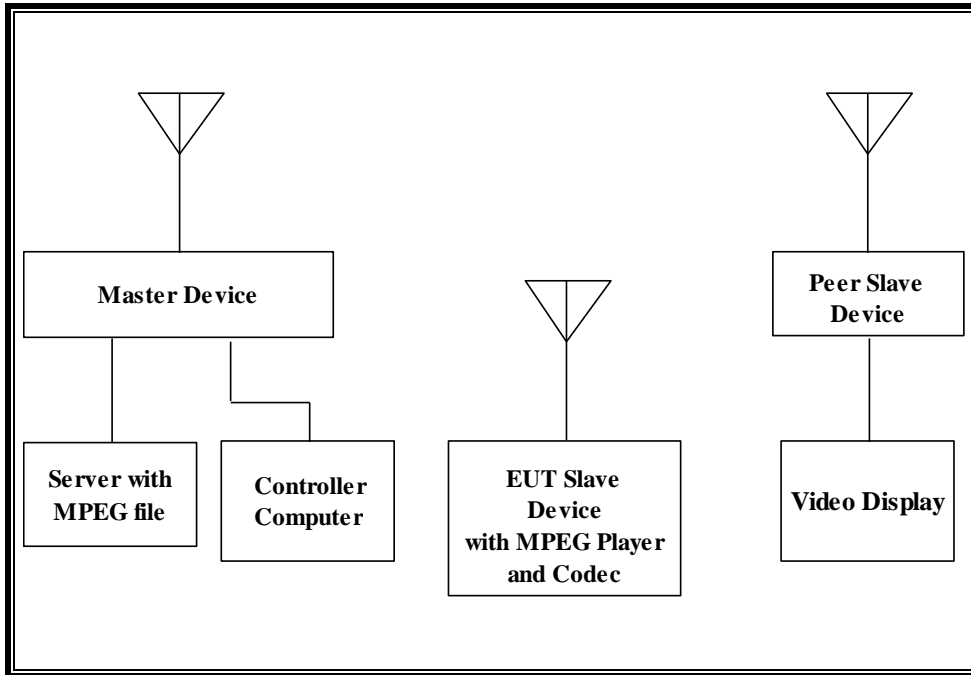 Master Device
Peer Slave
Device
Server with
MPEG file
Controller
Computer
EUT Slave
Device
with MPEG Player
and Codec
Video Display